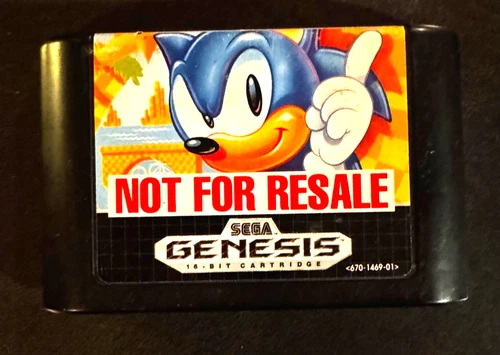 NOT FOR RESALE
SEGA
GENESIS
16-BIT CARTRIDGE
<670-1469-01>